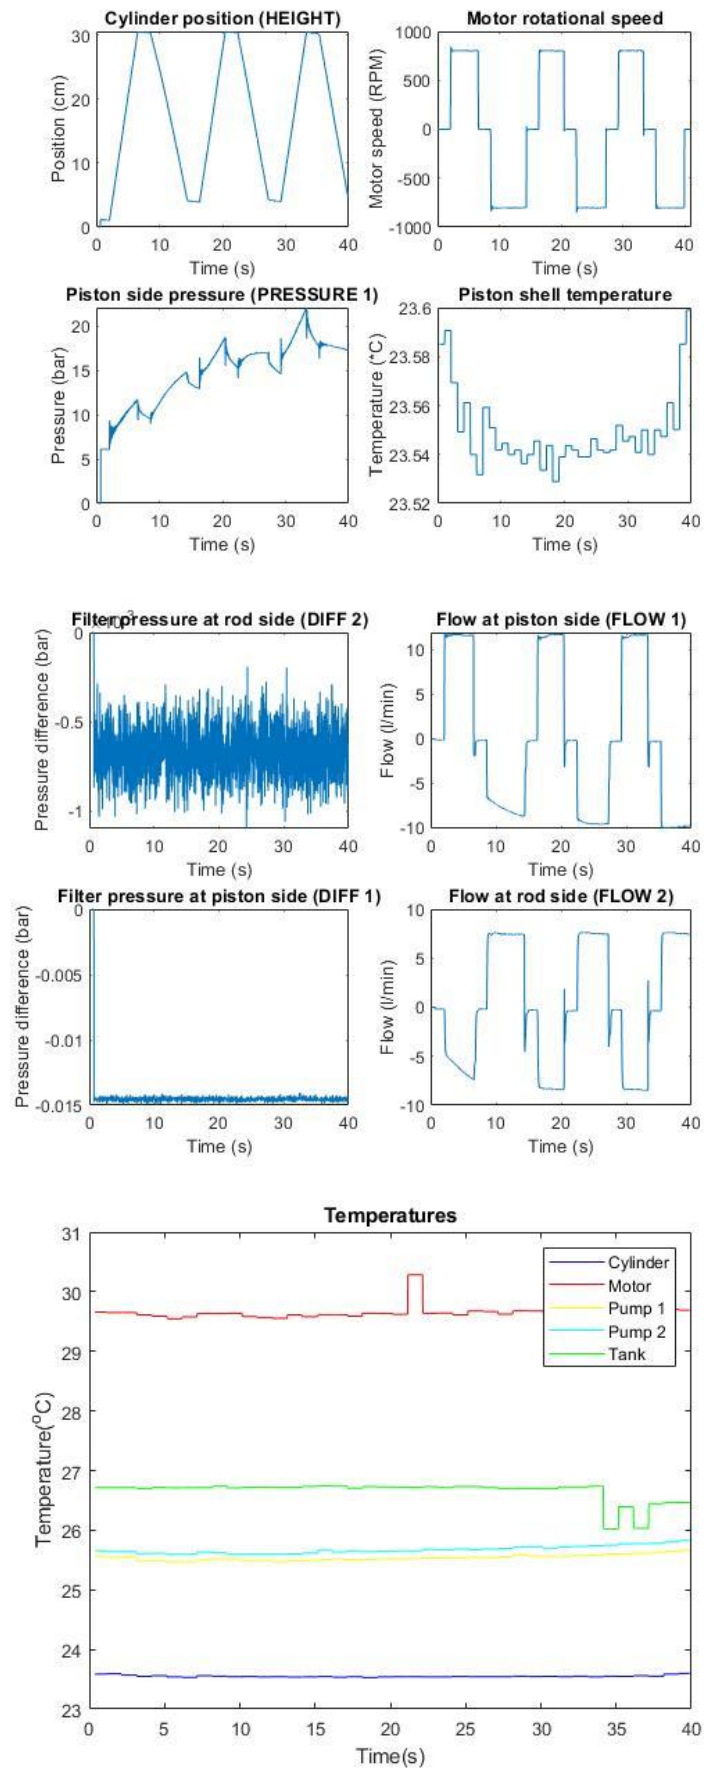 Cylinder position (HEIGHT)
Position (cm)
30
20
10
0
0 10 20 30 40
Time (s)
Motor rotational speed
Motor speed (RPM)
1000
500
0
-500
-1000
0 10 20 30 40
Time (s)
Piston side pressure (PRESSURE 1)
Pressure (bar)
20
15
10
5
0
0 10 20 30 40
Time (s)
Piston shell temperature
Temperature (*C)
23.6
23.58
23.56
23.54
23.52
0 10 20 30 40
Time (s)
Filter pressure at rod side (DIFF 2)
Pressure difference (bar)
0
-0.5
-1
0 10 20 30 40
Time (s)
Flow at piston side (FLOW 1)
Flow (l/min)
10
5
0
-5
-10
0 10 20 30 40
Time (s)
Filter pressure at piston side (DIFF 1)
Pressure difference (bar)
0
-0.005
-0.01
-0.015
0 10 20 30 40
Time (s)
Flow at rod side (FLOW 2)
Flow (l/min)
10
5
0
-5
-10
0 10 20 30 40
Time (s)
Temperatures
Temperature(°C)
31
30
29
28
27
26
25
24
23
Cylinder
Motor
Pump 1
Pump 2
Tank
0 5 10 15 20 25 30 35 40
Time(s)